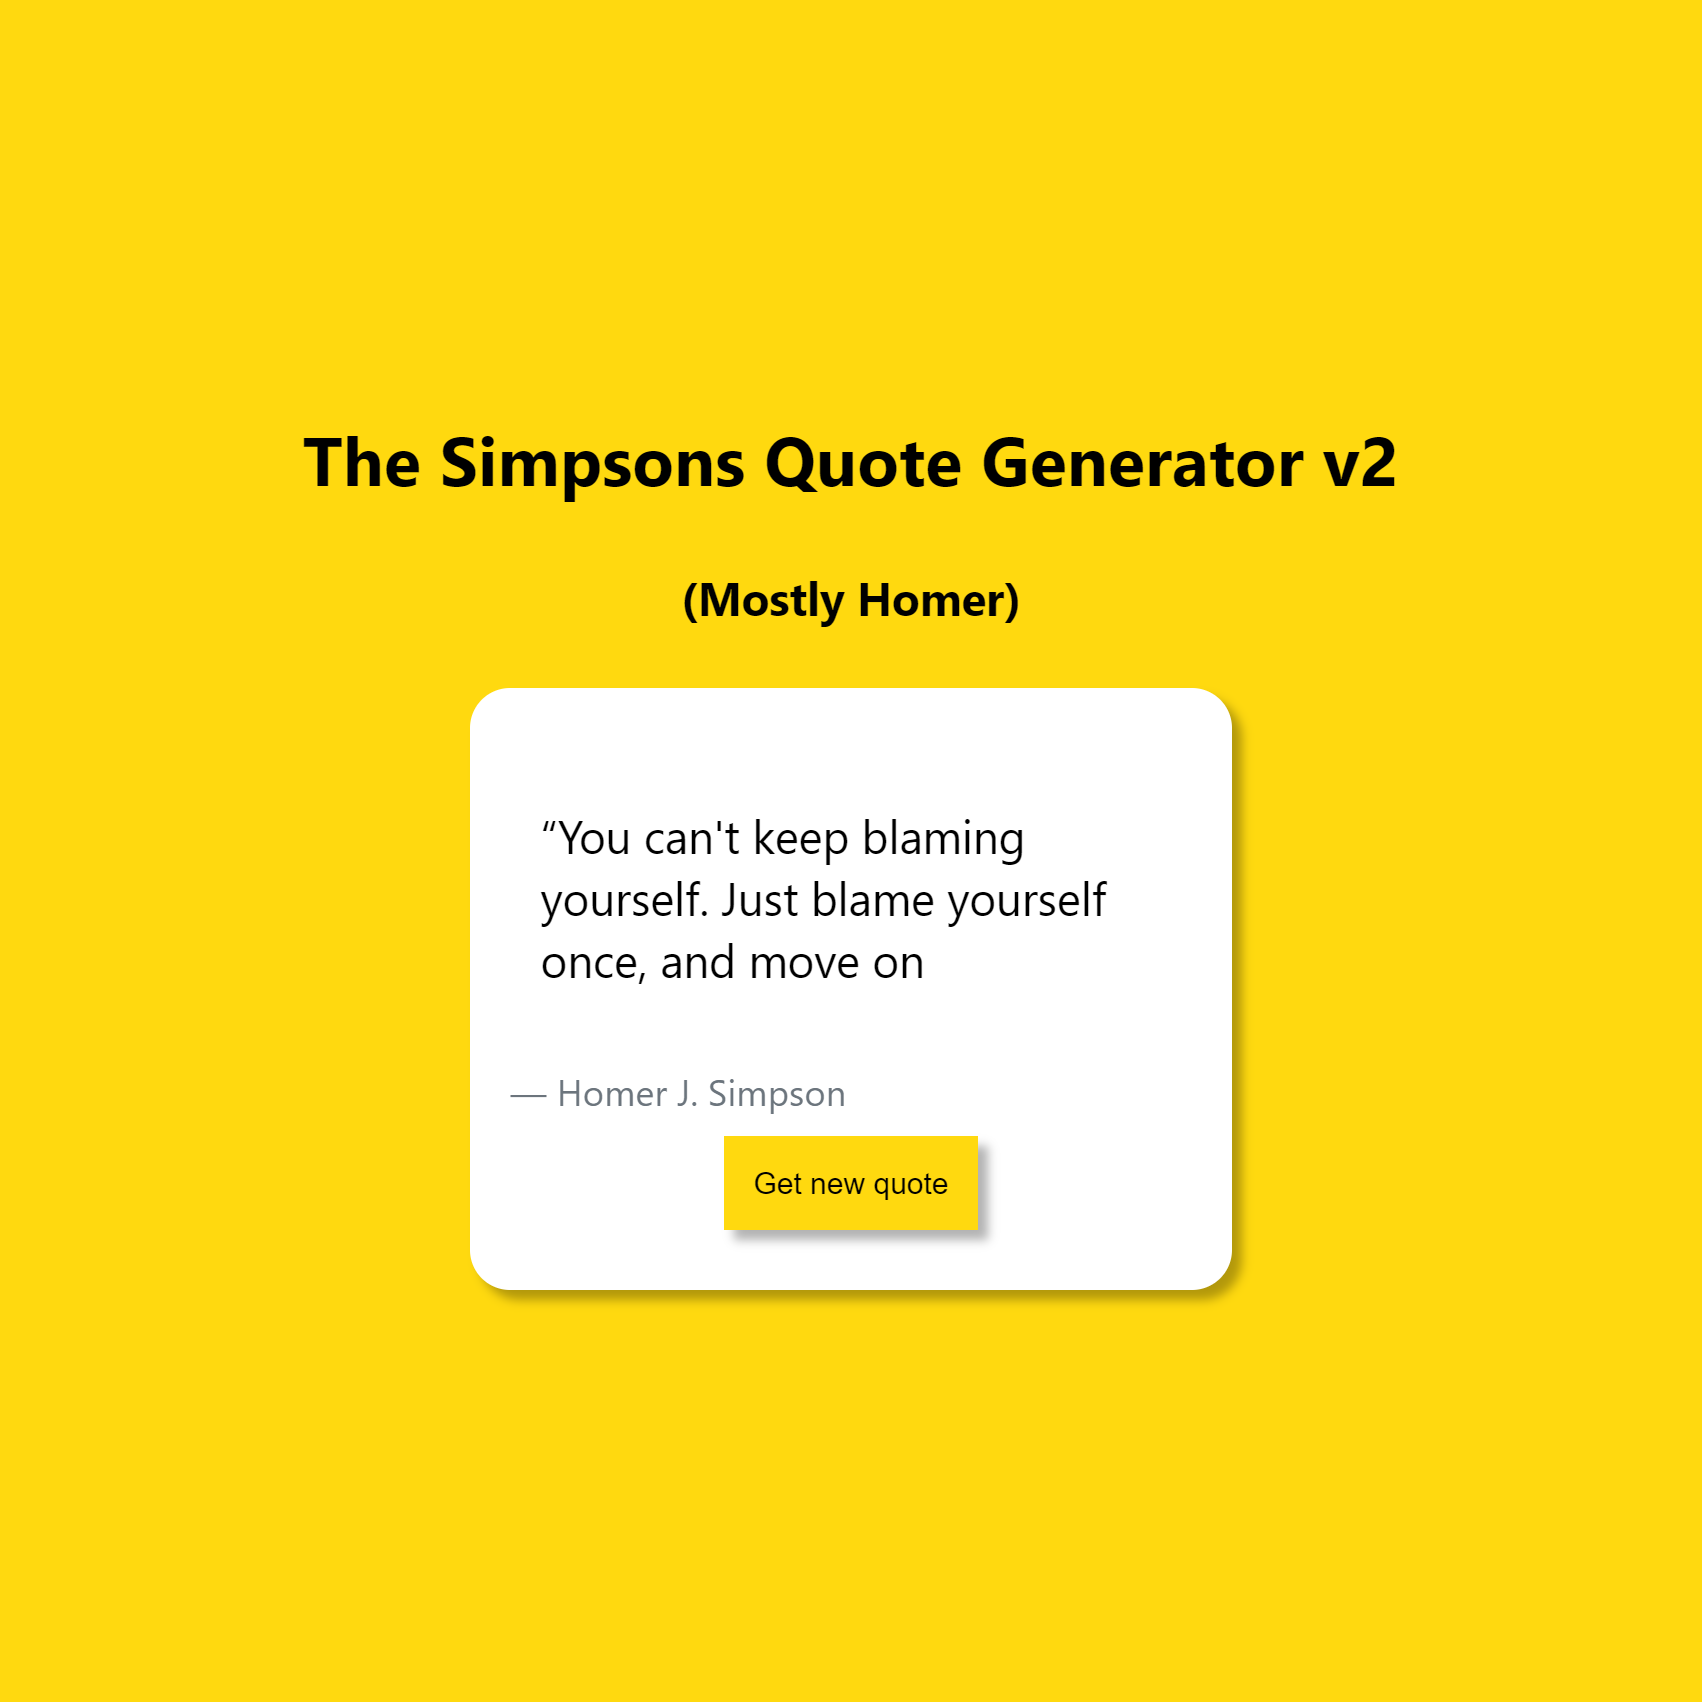 The Simpsons Quote Generator v2
(Mostly Homer)
“You can't keep blaming
yourself. Just blame yourself
once, and move on
— Homer J. Simpson
Get new quote